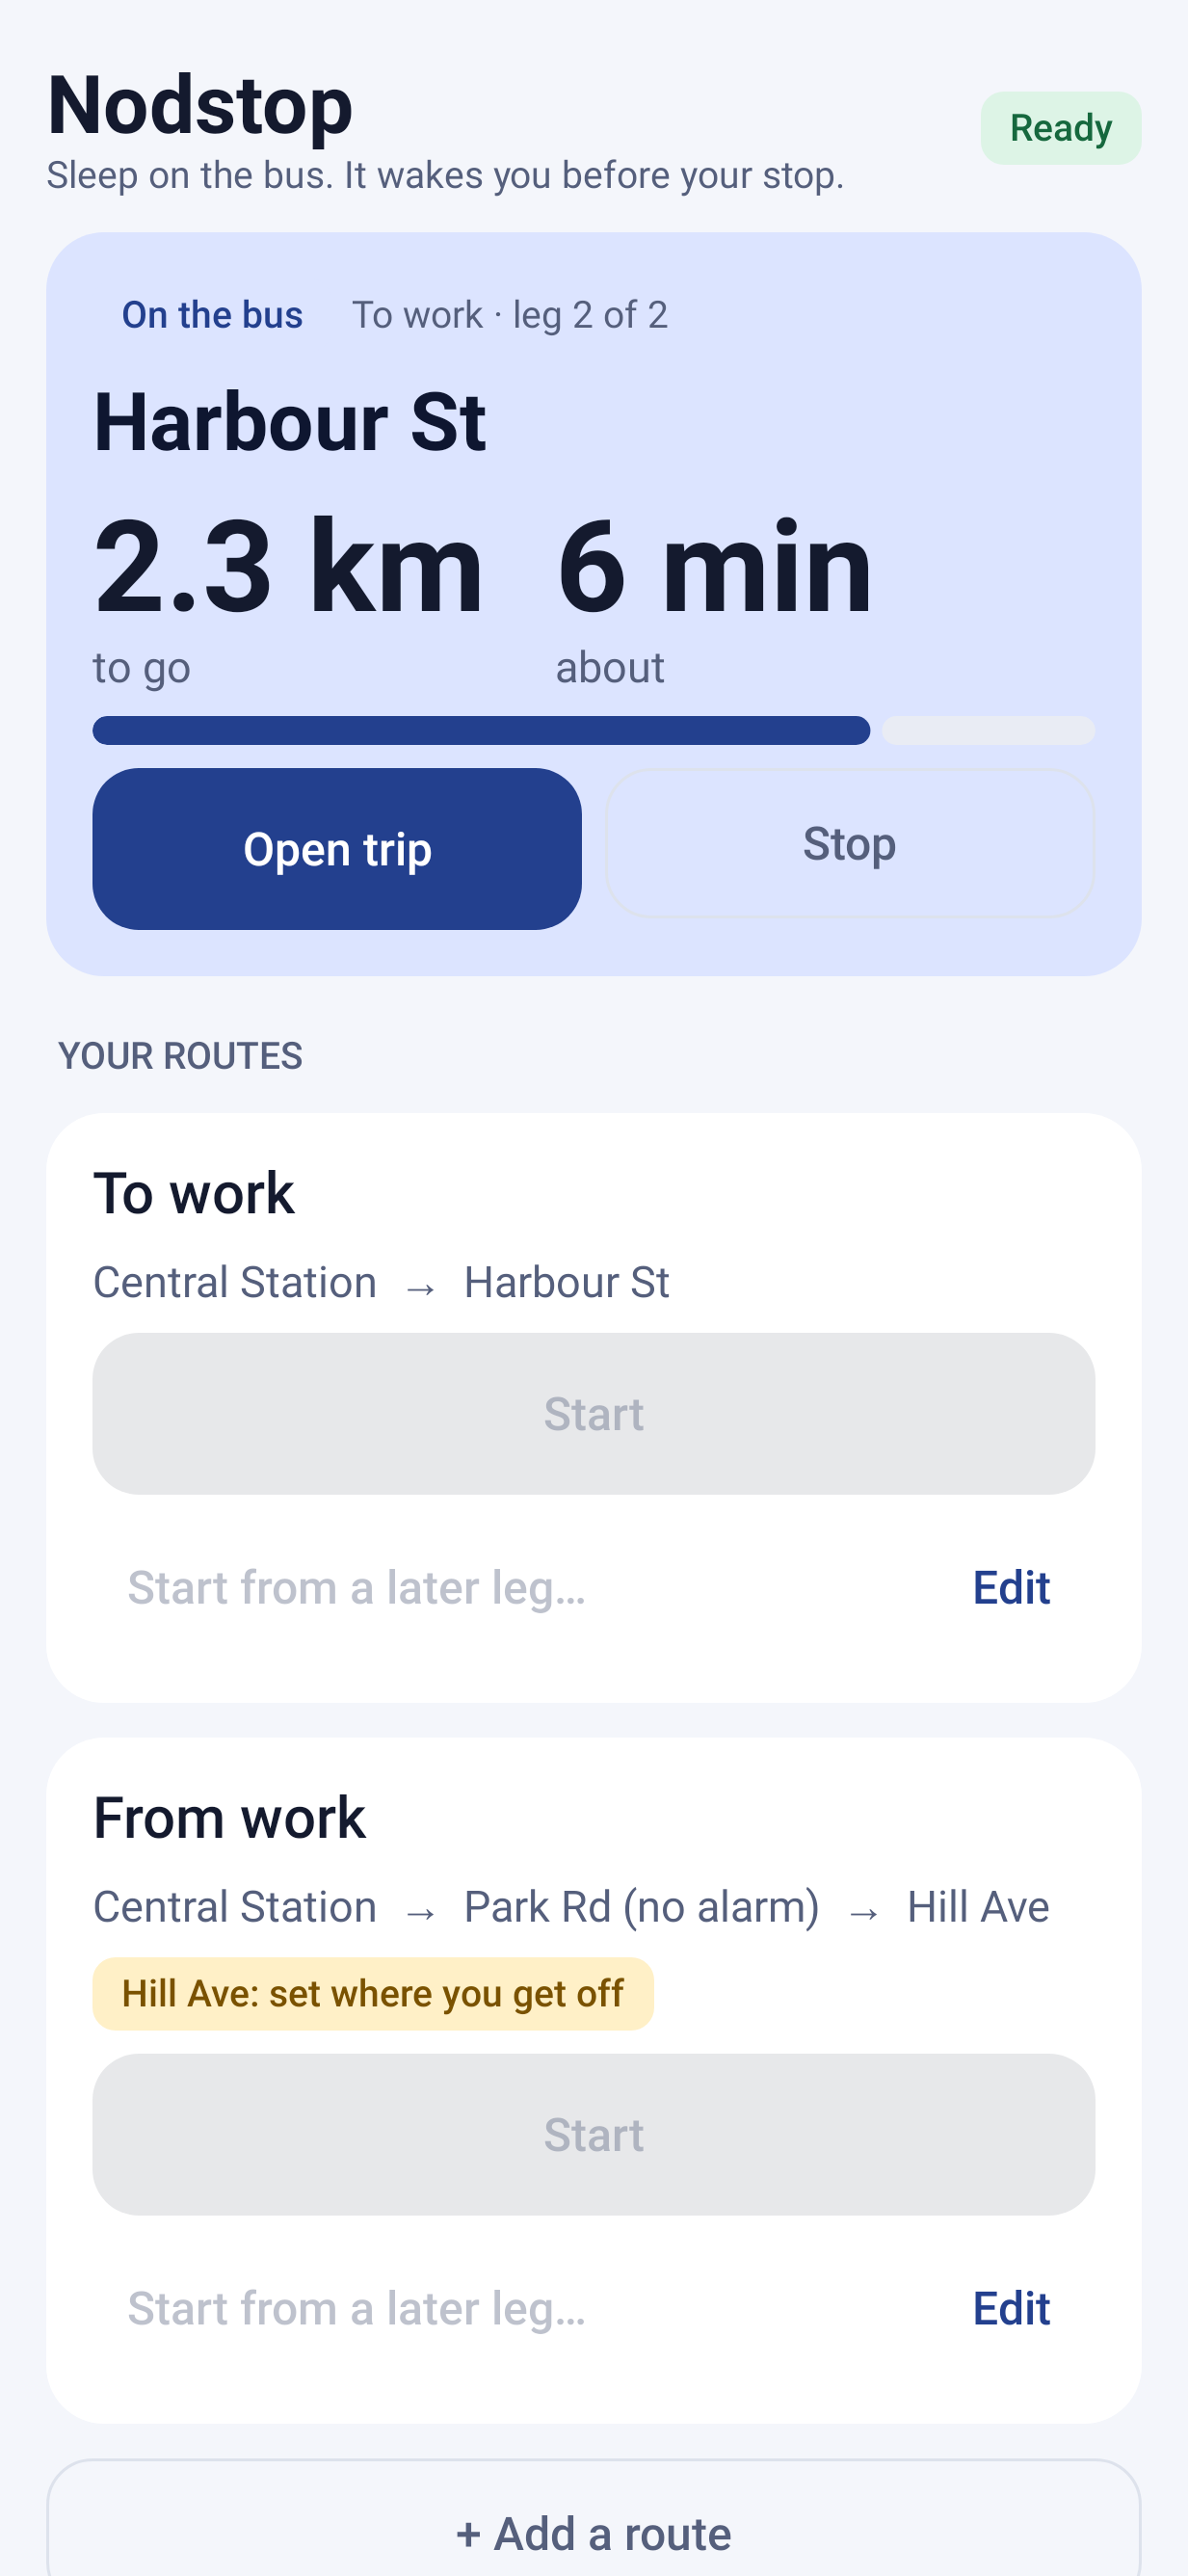 Nodstop
Ready
Sleep on the bus. It wakes you before your stop.
On the bus To work · leg 2 of 2
Harbour St
2.3 km 6 min
to go about
Open trip Stop
YOUR ROUTES
To work
Central Station → Harbour St
Start
Start from a later leg… Edit
From work
Central Station → Park Rd (no alarm) → Hill Ave
Hill Ave: set where you get off
Start
Start from a later leg… Edit
+ Add a route